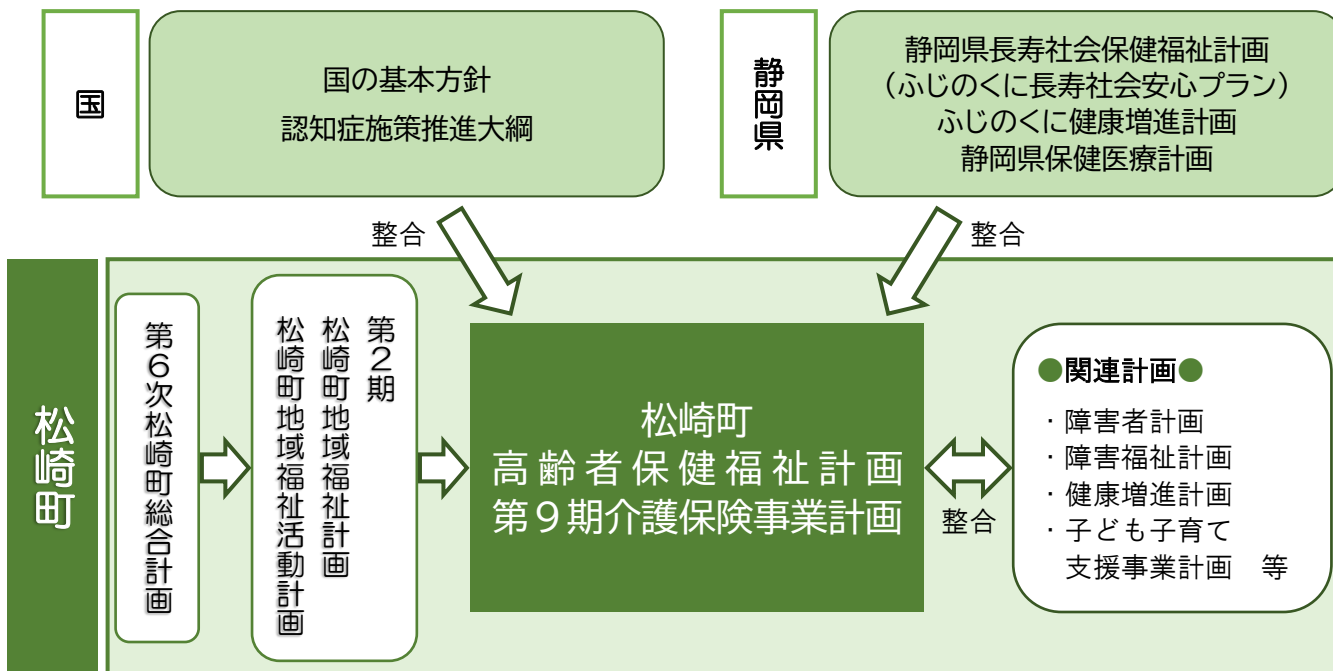 国
国の基本方針
認知症施策推進大綱
静岡県
静岡県長寿社会保健福祉計画
（ふじのくに長寿社会安心プラン）
ふじのくに健康増進計画
静岡県保健医療計画
整合
整合
松崎町
第６次松崎町総合計画
第２期
松崎町地域福祉計画
松崎町地域福祉活動計画
松崎町
高齢者保健福祉計画
第９期介護保険事業計画
整合
●関連計画●
・障害者計画
・障害福祉計画
・健康増進計画
・子ども子育て
支援事業計画　等